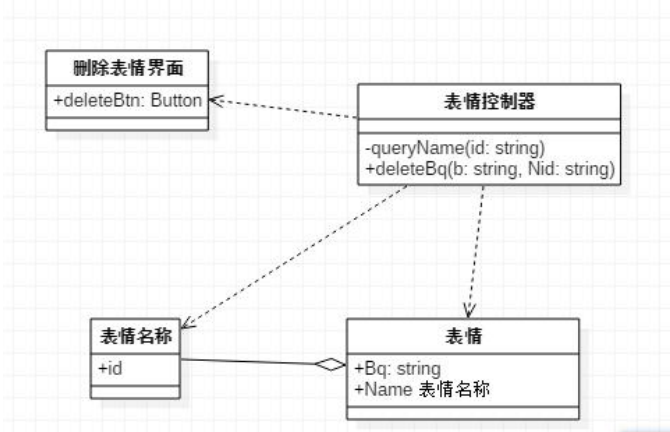 删除表情界面
+deleteBtn: Button
表情控制器
-queryName(id: string)
+deleteBq(b: string, Nid: string)
表情名称
+id
表情
+Bq: string
+Name 表情名称